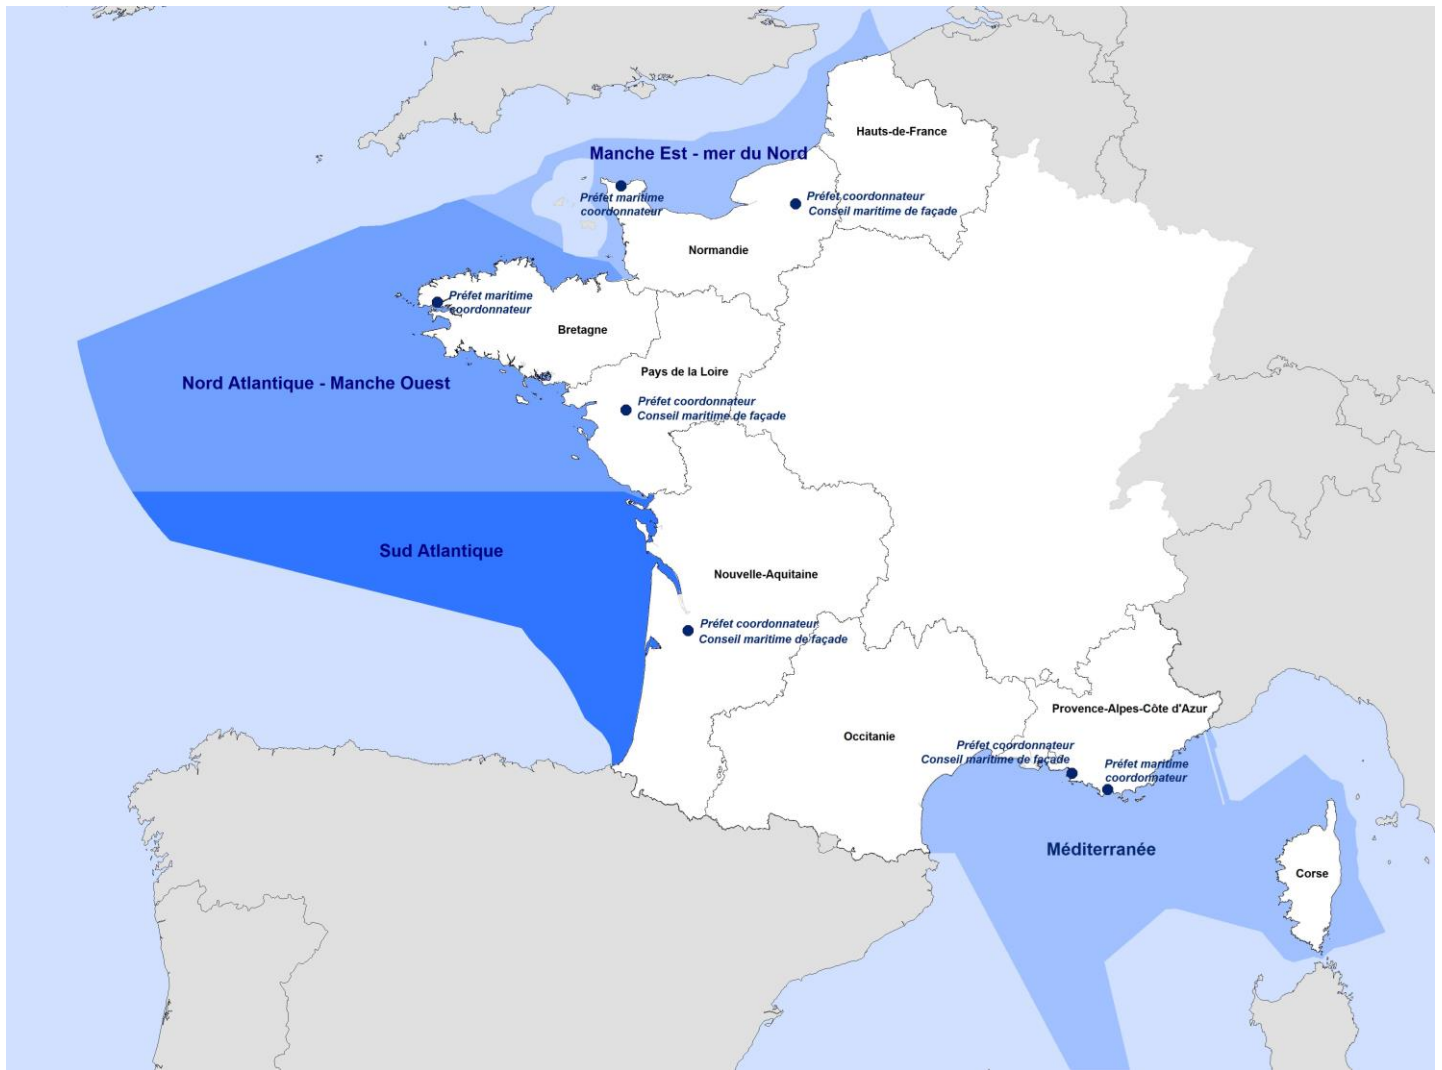 Hauts-de-France
Manche Est - mer du Nord
Préfet maritime
coordonnateur
Préfet coordonnateur
Conseil maritime de façade
Normandie
Préfet maritime
coordonnateur
Bretagne
Pays de la Loire
Nord Atlantique - Manche Ouest
Préfet coordonnateur
Conseil maritime de façade
Sud Atlantique
Nouvelle-Aquitaine
Préfet coordonnateur
Conseil maritime de façade
Provence-Alpes-Côte d'Azur
Occitanie
Préfet coordonnateur
Conseil maritime de façade
Préfet maritime
coordonnateur
Méditerranée
Corse